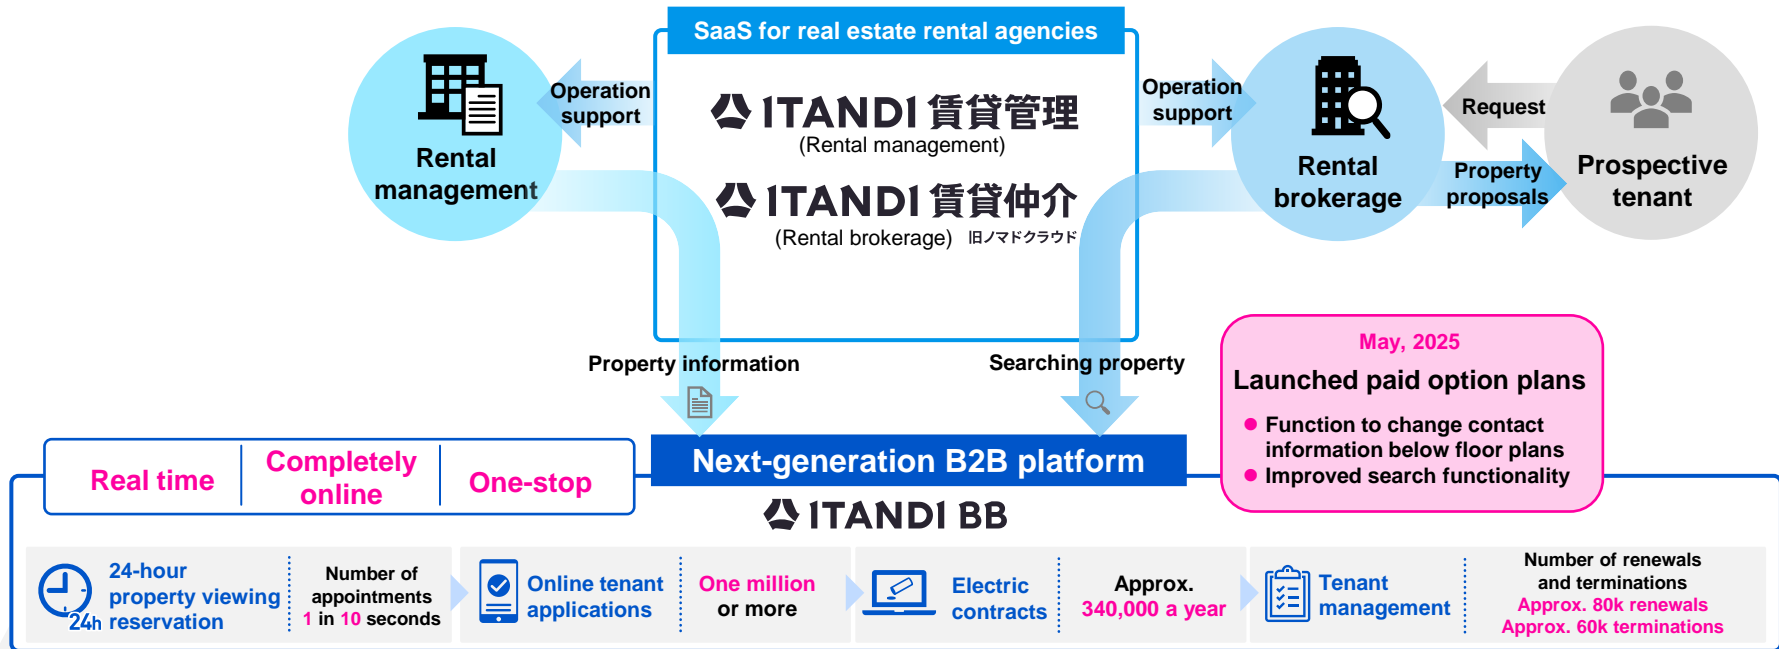 SaaS for real estate rental agencies
Rental
management
Operation
support
ITANDI 賃貸管理
(Rental management)
ITANDI 賃貸仲介
(Rental brokerage) 旧ノマドクラウド
Operation
support
Rental
brokerage
Request
Property
proposals
Prospective
tenant
Property information
Searching property
May, 2025
Launched paid option plans
● Function to change contact
information below floor plans
● Improved search functionality
Real time
Completely
online
One-stop
Next-generation B2B platform
ITANDI BB
24h
24-hour
property viewing
reservation
Number of
appointments
1 in 10 seconds
Online tenant
applications
One million
or more
Electric
contracts
Approx.
340,000 a year
Tenant
management
Number of renewals
and terminations
Approx. 80k renewals
Approx. 60k terminations